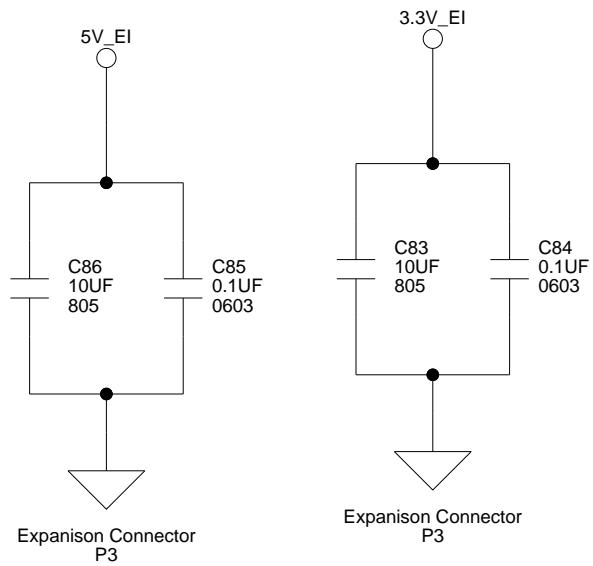 5V_EI
C86
10UF
805
C85
0.1UF
0603
Expanison Connector
P3
3.3V_EI
C83
10UF
805
C84
0.1UF
0603
Expanison Connector
P3